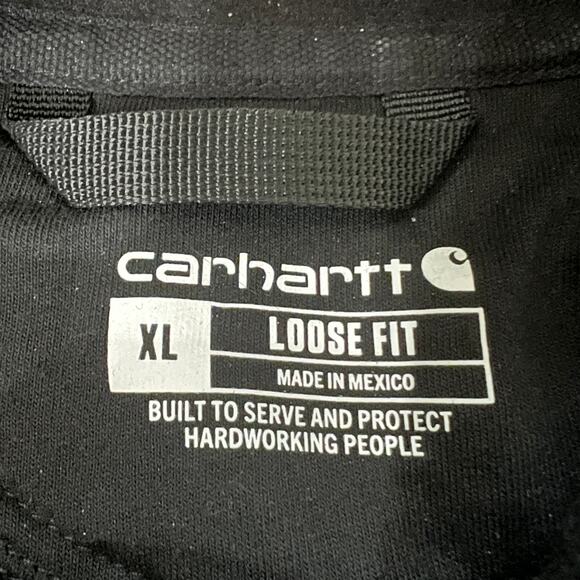 carhartt
XL
LOOSE FIT
MADE IN MEXICO
BUILT TO SERVE AND PROTECT
HARDWORKING PEOPLE